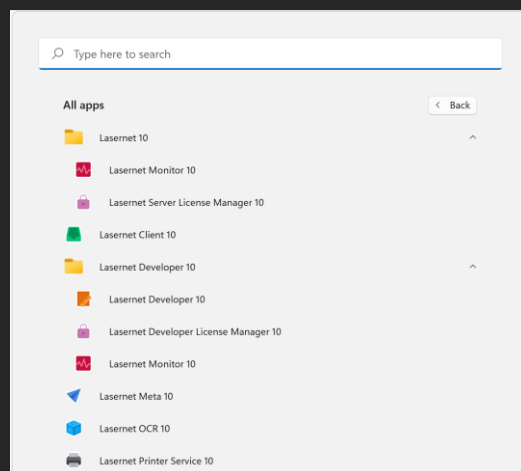 Type here to search
All apps
Back
Lasernet 10
Lasernet Monitor 10
Lasernet Server License Manager 10
Lasernet Client 10
Lasernet Developer 10
Lasernet Developer 10
Lasernet Developer License Manager 10
Lasernet Monitor 10
Lasernet Meta 10
Lasernet OCR 10
Lasernet Printer Service 10